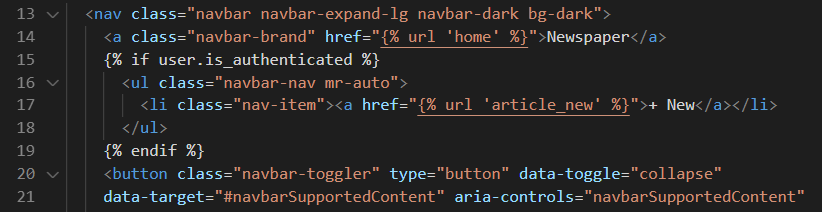 13 <nav class="navbar navbar-expand-lg navbar-dark bg-dark">
14 <a class="navbar-brand" href="{% url 'home' %}">Newspaper</a>
15 {% if user.is_authenticated %}
16 <ul class="navbar-nav mr-auto">
17 <li class="nav-item"><a href="{% url 'article_new' %}">+ New</a></li>
18 </ul>
19 {% endif %}
20 <button class="navbar-toggler" type="button" data-toggle="collapse"
21 data-target="#navbarSupportedContent" aria-controls="navbarSupportedContent"